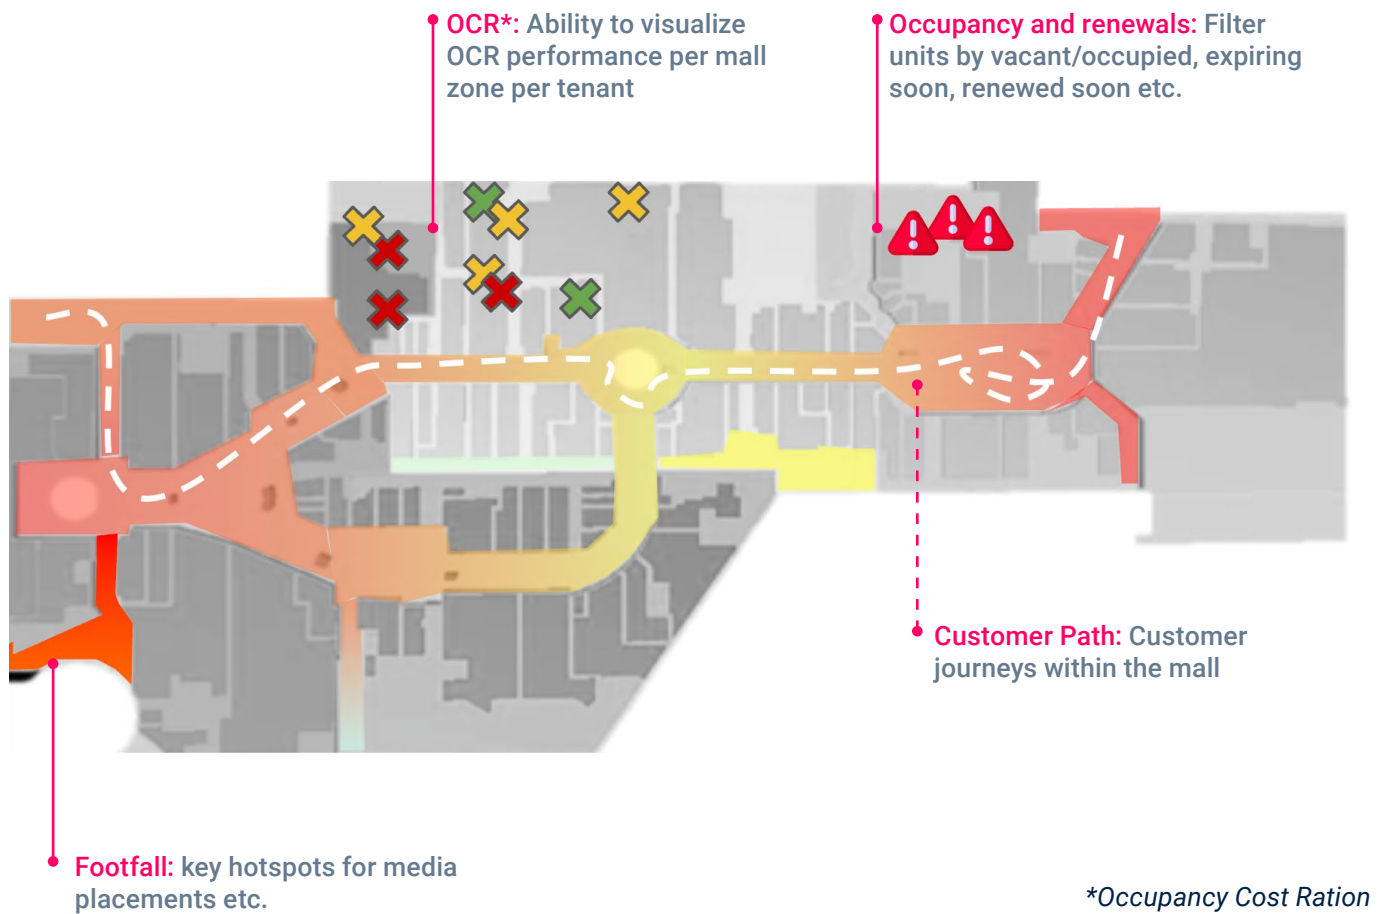 OCR*: Ability to visualize
OCR performance per mall
zone per tenant
Occupancy and renewals: Filter
units by vacant/occupied, expiring
soon, renewed soon etc.
Customer Path: Customer
journeys within the mall
Footfall: key hotspots for media
placements etc.
*Occupancy Cost Ration